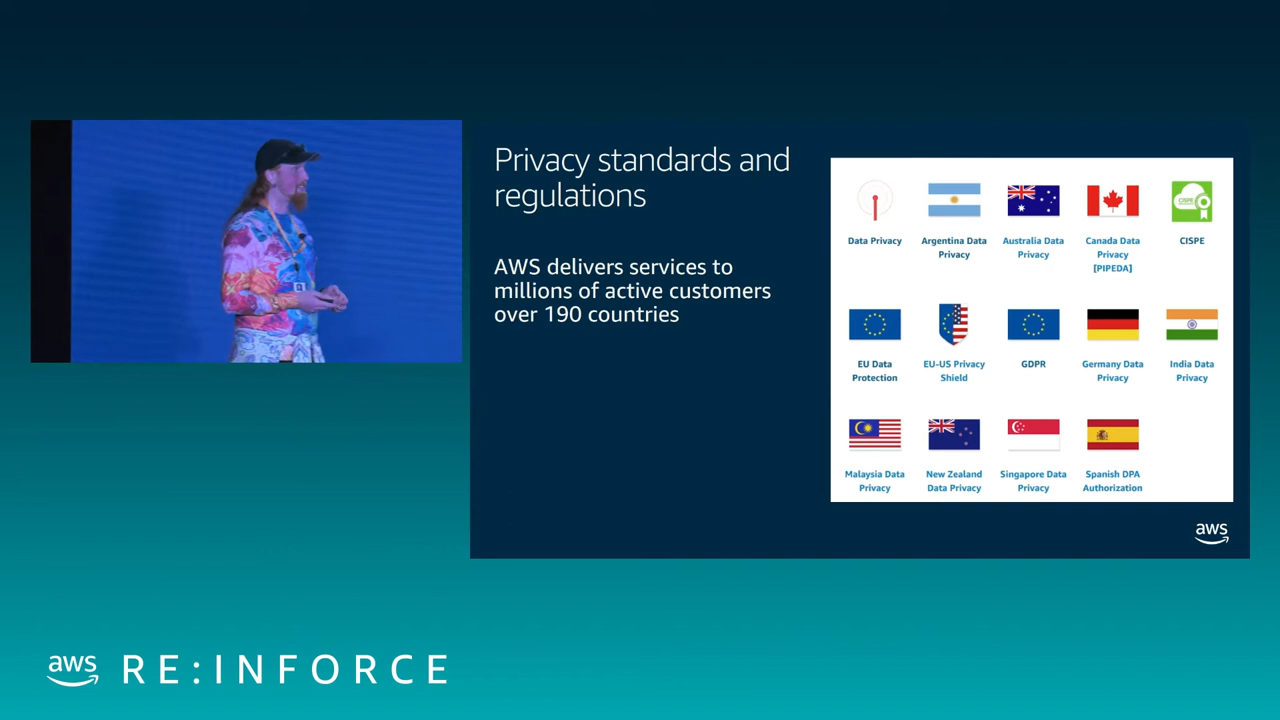 Privacy standards and
regulations
AWS delivers services to
millions of active customers
over 190 countries
Data Privacy
Argentina Data
Privacy
Australia Data
Privacy
Canada Data
Privacy
[PIPEDA]
CISPE
CISPE
EU Data
Protection
EU-US Privacy
Shield
GDPR
Germany Data
Privacy
India Data
Privacy
Malaysia Data
Privacy
New Zealand
Data Privacy
Singapore Data
Privacy
Spanish DPA
Authorization
aws
aws RE:INFORCE